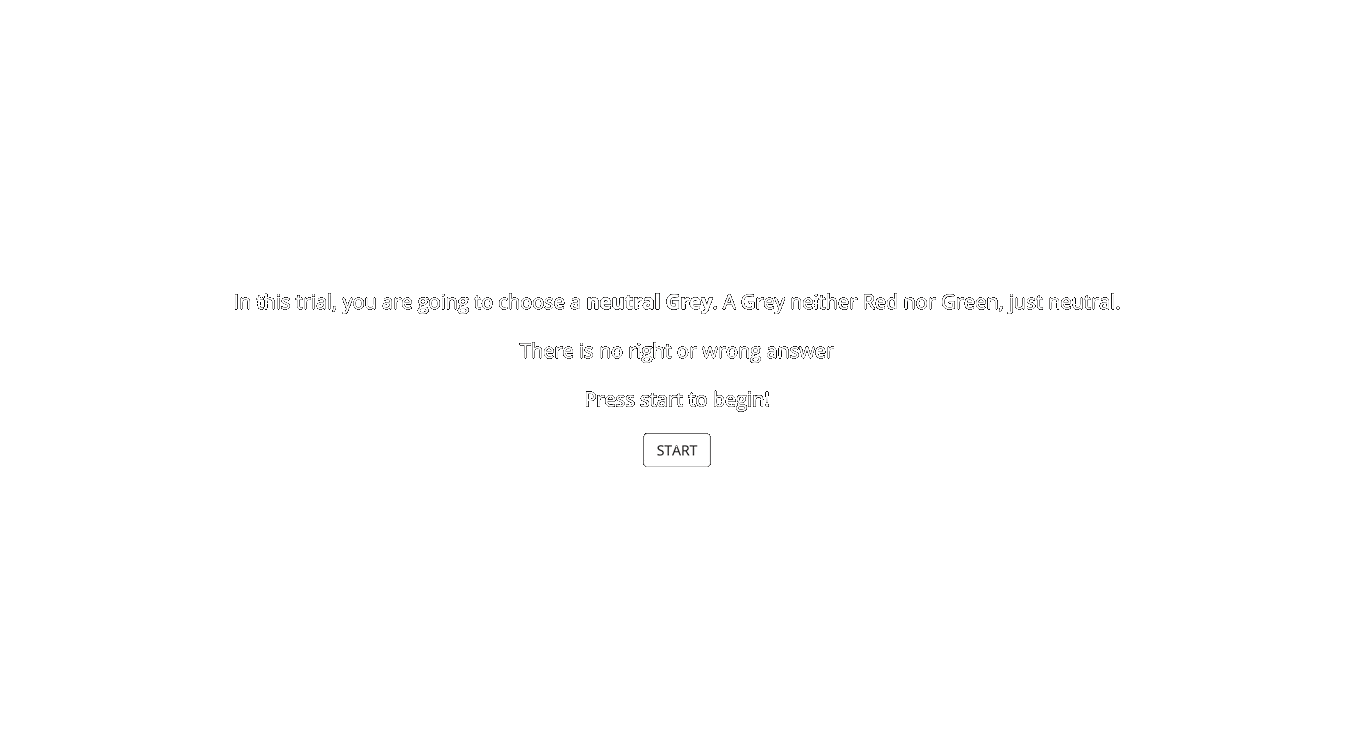 In this trial, you are going to choose a neutral Grey. A Grey neither Red nor Green, just neutral.
There is no right or wrong answer
Press start to begin!
START